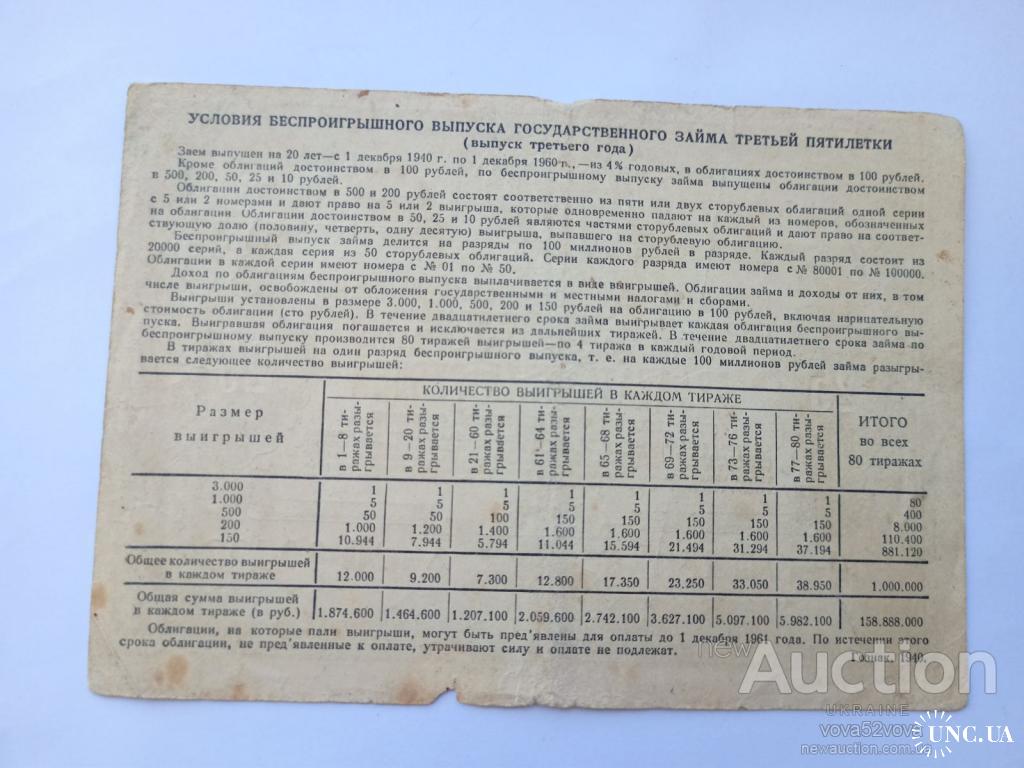 УСЛОВИЯ БЕСПРОИГРЫШНОГО ВЫПУСКА ГОСУДАРСТВЕННОГО ЗАЙМА ТРЕТЬЕЙ ПЯТИЛЕТКИ
(выпуск третьего года)
Заем выпущен на 20 лет—с 1 декабря 1940 г. по 1 декабря 1960 г.,—из 4% годовых, в облигациях достоинством в 100 рублей.
Кроме облигаций достоинством в 100 рублей, по беспроигрышному выпуску займа выпущены облигации достоинством
в 500, 200, 50, 25 и 10 рублей.
Облигации достоинством в 500 и 200 рублей состоят соответственно из пяти или двух сторублевых облигаций одной серии
с 5 или 2 номерами и дают право на 5 или 2 выигрыша, которые одновременно падают на каждый из номеров, обозначенных
на облигации. Облигации достоинством в 50, 25 и 10 рублей являются частями сторублевых облигаций и дают право на соответ-
ствующую долю (половину, четверть, одну десятую) выигрыша, выпавшего на сторублевую облигацию.
Беспроигрышный выпуск займа делится на разряды по 100 миллионов рублей в разряде. Каждый разряд состоит из
20000 серий, а каждая серия из 50 сторублевых облигаций. Серии каждого разряда имеют номера с № 80001 по № 100000.
Облигации в каждой серии имеют номера с № 01 по № 50.
Доход по облигациям беспроигрышного выпуска выплачивается в виде выигрышей. Облигации займа и доходы от них, в том
числе выигрыши, освобождены от обложения государственными и местными налогами и сборами.
Выигрыши установлены в размере 3.000, 1.000, 500, 200 и 150 рублей на облигацию в 100 рублей, включая нарицательную
стоимость облигации (сто рублей). В течение двадцатилетнего срока займа выигрывает каждая облигация беспроигрышного вы-
пуска. Выигравшая облигация погашается и исключается из дальнейших тиражей. В течение двадцатилетнего срока займа по
беспроигрышному выпуску производится 80 тиражей выигрышей—по 4 тиража в каждый годовой период.
В тиражах выигрышей на один разряд беспроигрышного выпуска, т. е. на каждые 100 миллионов рублей займа разыгры-
вается следующее количество выигрышей:
Размер
выигрышей
КОЛИЧЕСТВО ВЫИГРЫШЕЙ В КАЖДОМ ТИРАЖЕ
в 1—8 ти-
ражах разы-
грывается
в 9—20 ти-
ражах разы-
грывается
в 21—60 ти-
ражах разы-
грывается
в 61—64 ти-
ражах разы-
грывается
в 65—68 ти-
ражах разы-
грывается
в 69—72 ти-
ражах разы-
грывается
в 73—76 ти-
ражах разы-
грывается
в 77—80 ти-
ражах разы-
грывается
ИТОГО
во всех
80 тиражах
3.000 1 1 1 1 1 1 1 1 80
1.000 5 5 5 5 5 5 5 5 400
500 50 50 100 150 150 150 150 150 8.000
200 1.000 1.200 1.400 1.600 1.600 1.600 1.600 1.600 110.400
150 10.944 7.944 5.794 11.044 15.594 21.494 31.294 37.194 881.120
Общее количество выигрышей
в каждом тираже 12.000 9.200 7.300 12.800 17.350 23.250 33.050 38.950 1.000.000
Общая сумма выигрышей
в каждом тираже (в руб.) 1.874.600 1.464.600 1.207.100 2.059.600 2.742.100 3.627.100 5.097.100 5.982.100 158.888.000
Облигации, на которые пали выигрыши, могут быть пред'явлены для оплаты до 1 декабря 1961 года. По истечении этого
срока облигации, не пред'явленные к оплате, утрачивают силу и оплате не подлежат.
Гознак, 1940.
new Auction
UKRAINE
vova52vova
newauction.com.ua
UNC.UA